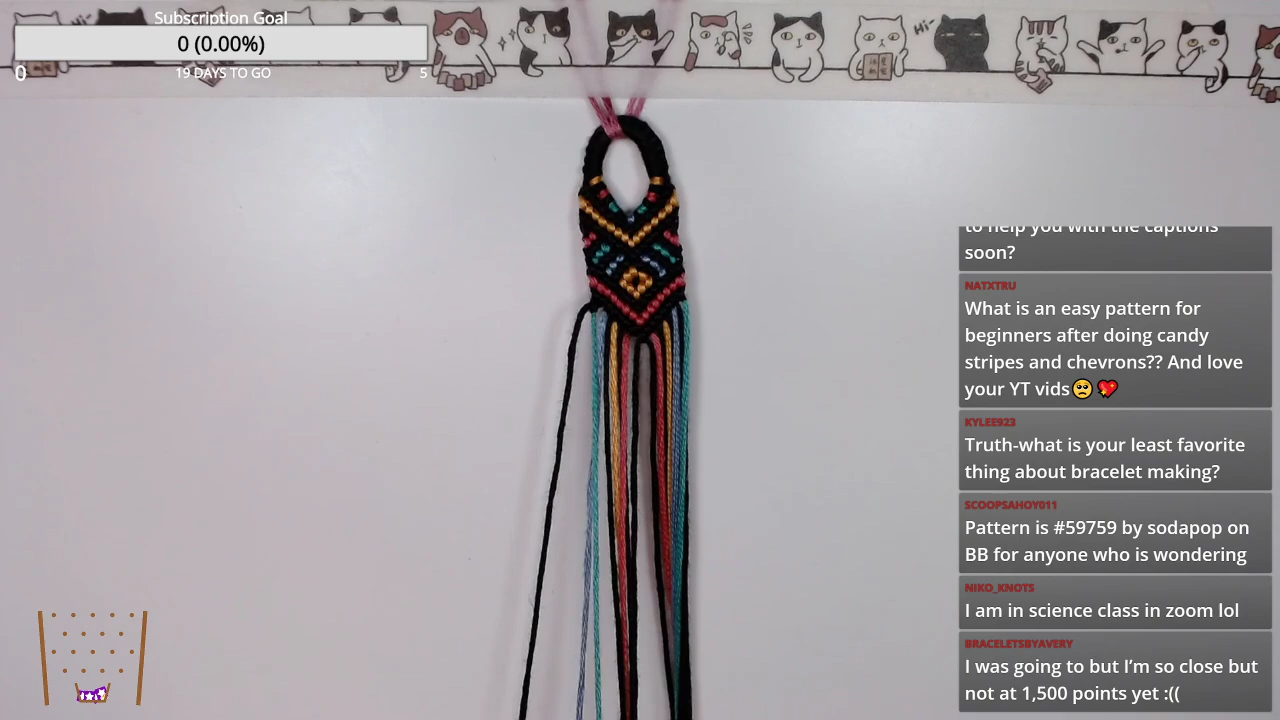 Subscription Goal
0 (0.00%)
0 19 DAYS TO GO 5
Hi-
to help you with the captions
soon?
NATXTRU
What is an easy pattern for
beginners after doing candy
stripes and chevrons?? And love
your YT vids🥺💖
KYLEE923
Truth-what is your least favorite
thing about bracelet making?
SCOOPSAHOY011
Pattern is #59759 by sodapop on
BB for anyone who is wondering
NIKO_KNOTS
I am in science class in zoom lol
BRACELETSBYAVERY
I was going to but I’m so close but
not at 1,500 points yet :((